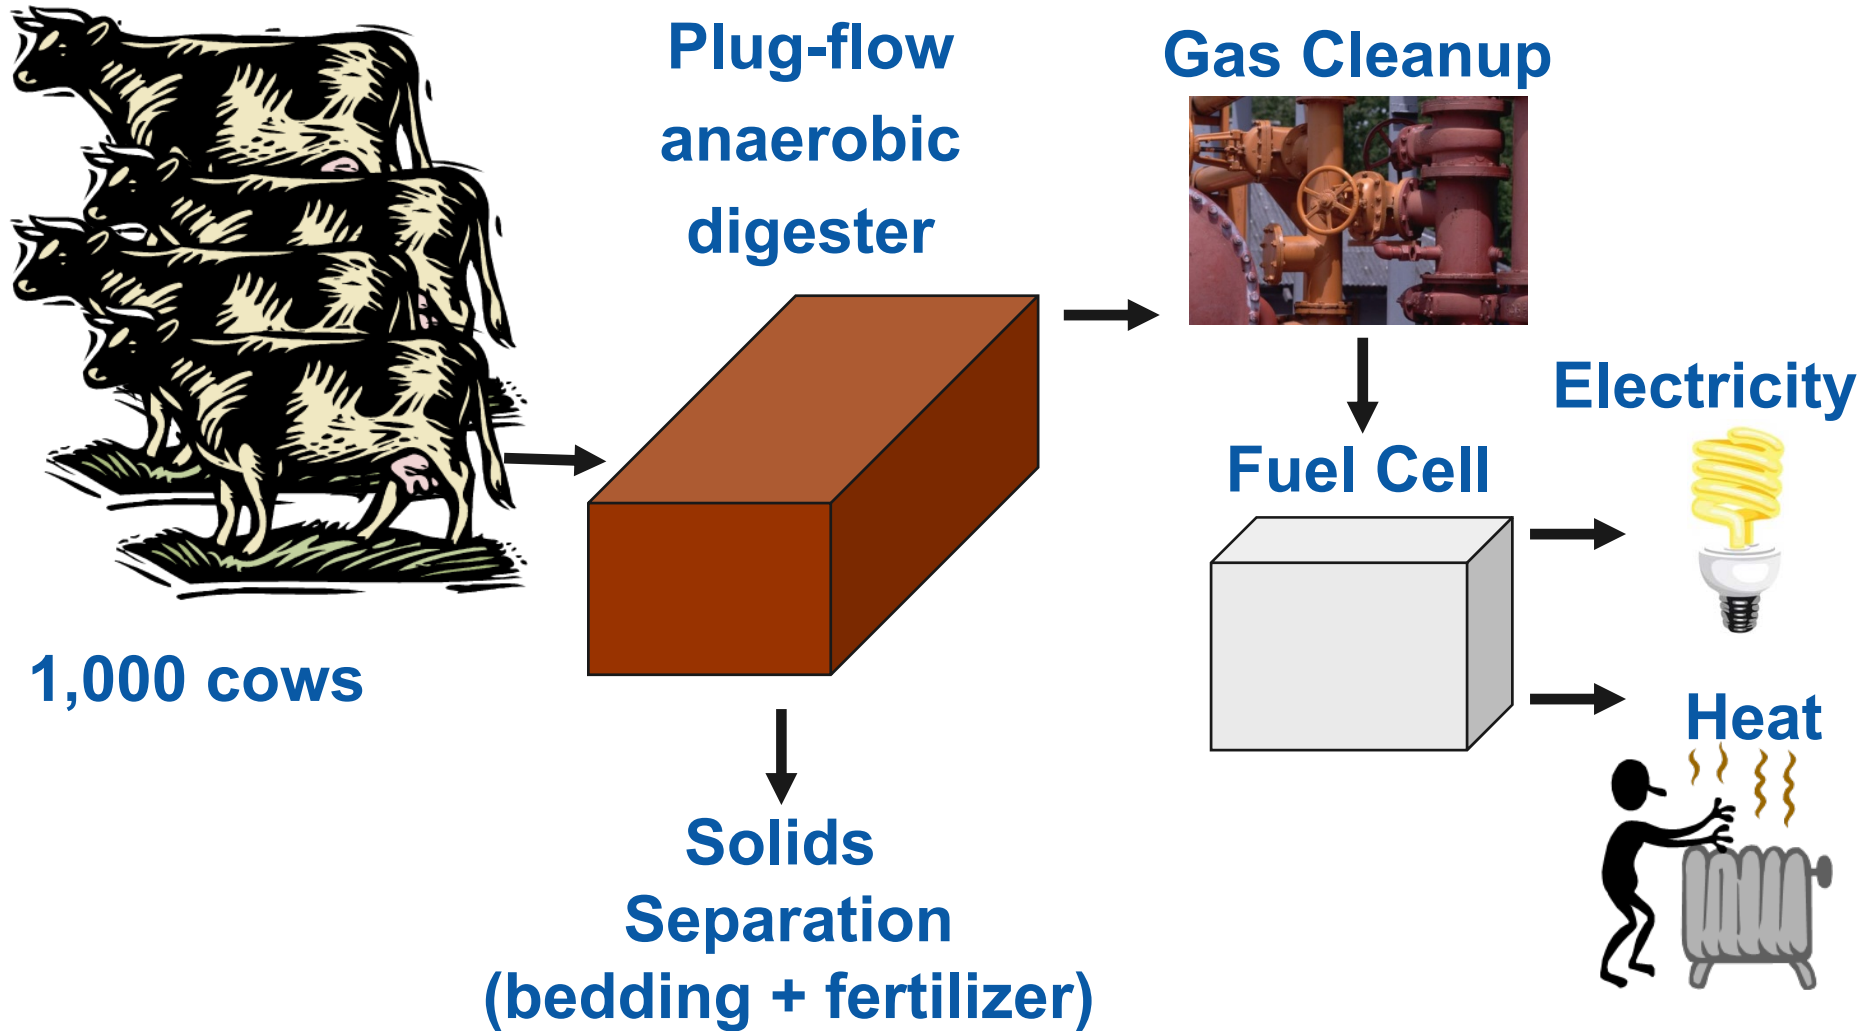 Plug-flow
anaerobic
digester
Gas Cleanup
Electricity
Fuel Cell
1,000 cows
Heat
Solids
Separation
(bedding + fertilizer)